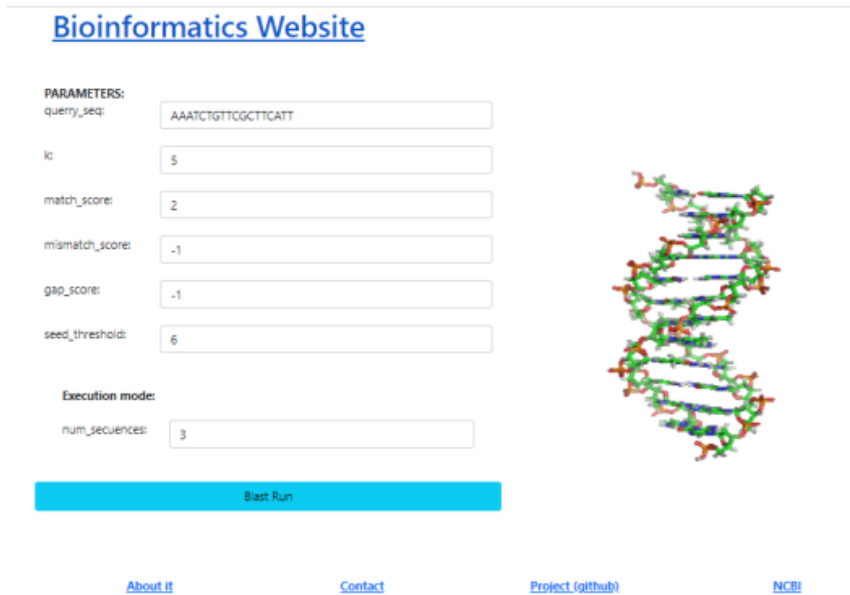 Bioinformatics Website
PARAMETERS:
querry_seq: AAATCTGTTCGCTTCATT
k: 5
match_score: 2
mismatch_score: -1
gap_score: -1
seed_threshold: 6
Execution mode:
num_secuences: 3
Blast Run
About it Contact Project (github) NCBI